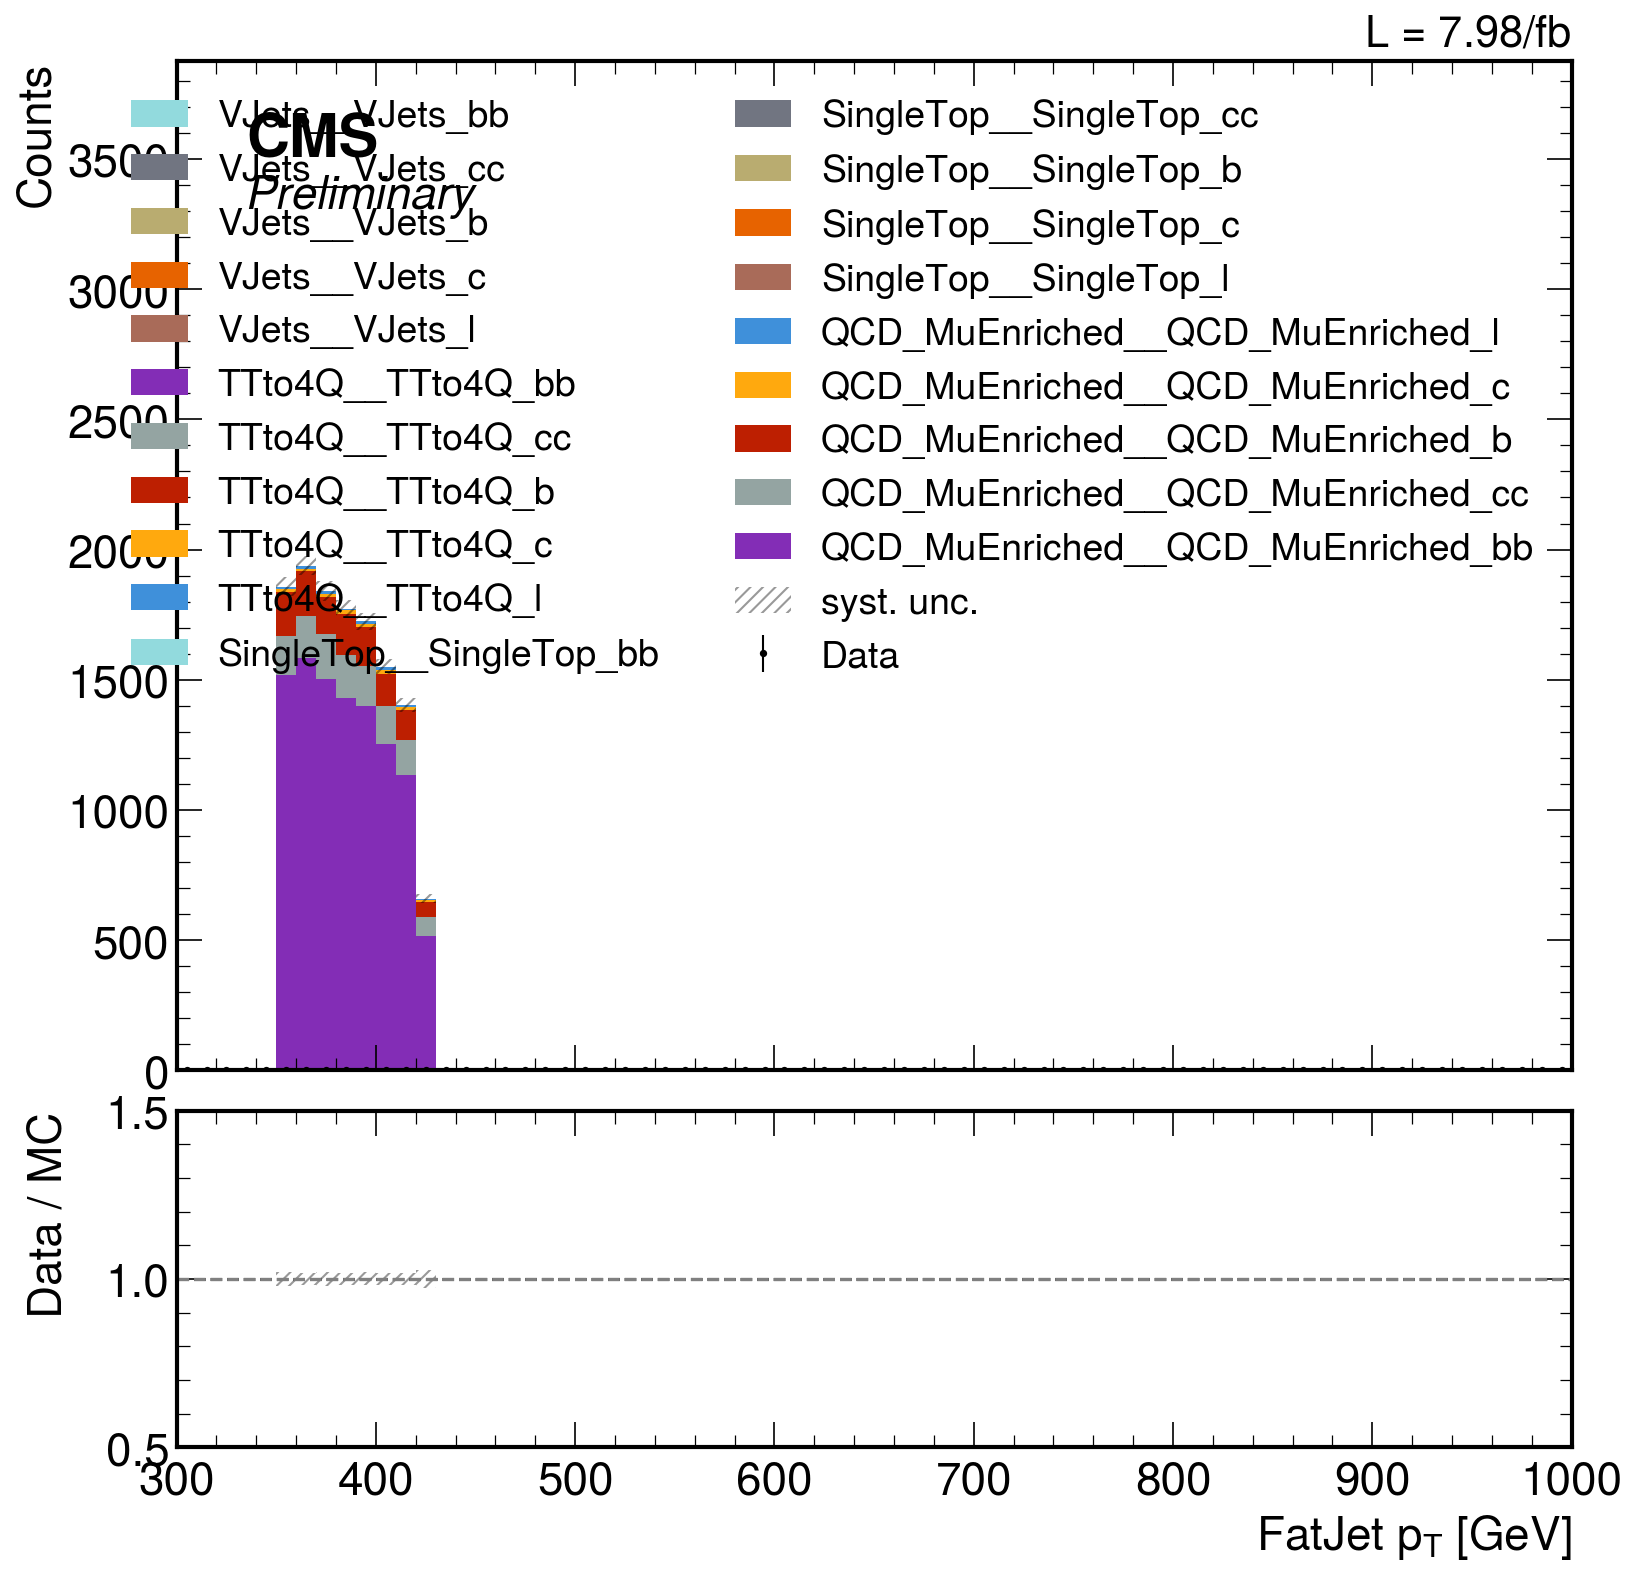 L = 7.98/fb
Counts
CMS
Preliminary
VJets__VJets_bb
VJets__VJets_cc
VJets__VJets_b
VJets__VJets_c
VJets__VJets_l
TTto4Q__TTto4Q_bb
TTto4Q__TTto4Q_cc
TTto4Q__TTto4Q_b
TTto4Q__TTto4Q_c
TTto4Q__TTto4Q_l
SingleTop__SingleTop_bb
SingleTop__SingleTop_cc
SingleTop__SingleTop_b
SingleTop__SingleTop_c
SingleTop__SingleTop_l
QCD_MuEnriched__QCD_MuEnriched_l
QCD_MuEnriched__QCD_MuEnriched_c
QCD_MuEnriched__QCD_MuEnriched_b
QCD_MuEnriched__QCD_MuEnriched_cc
QCD_MuEnriched__QCD_MuEnriched_bb
syst. unc.
Data
3500
3000
2500
2000
1500
1000
500
0
Data / MC
1.5
1.0
0.5
300 400 500 600 700 800 900 1000
FatJet p_T [GeV]